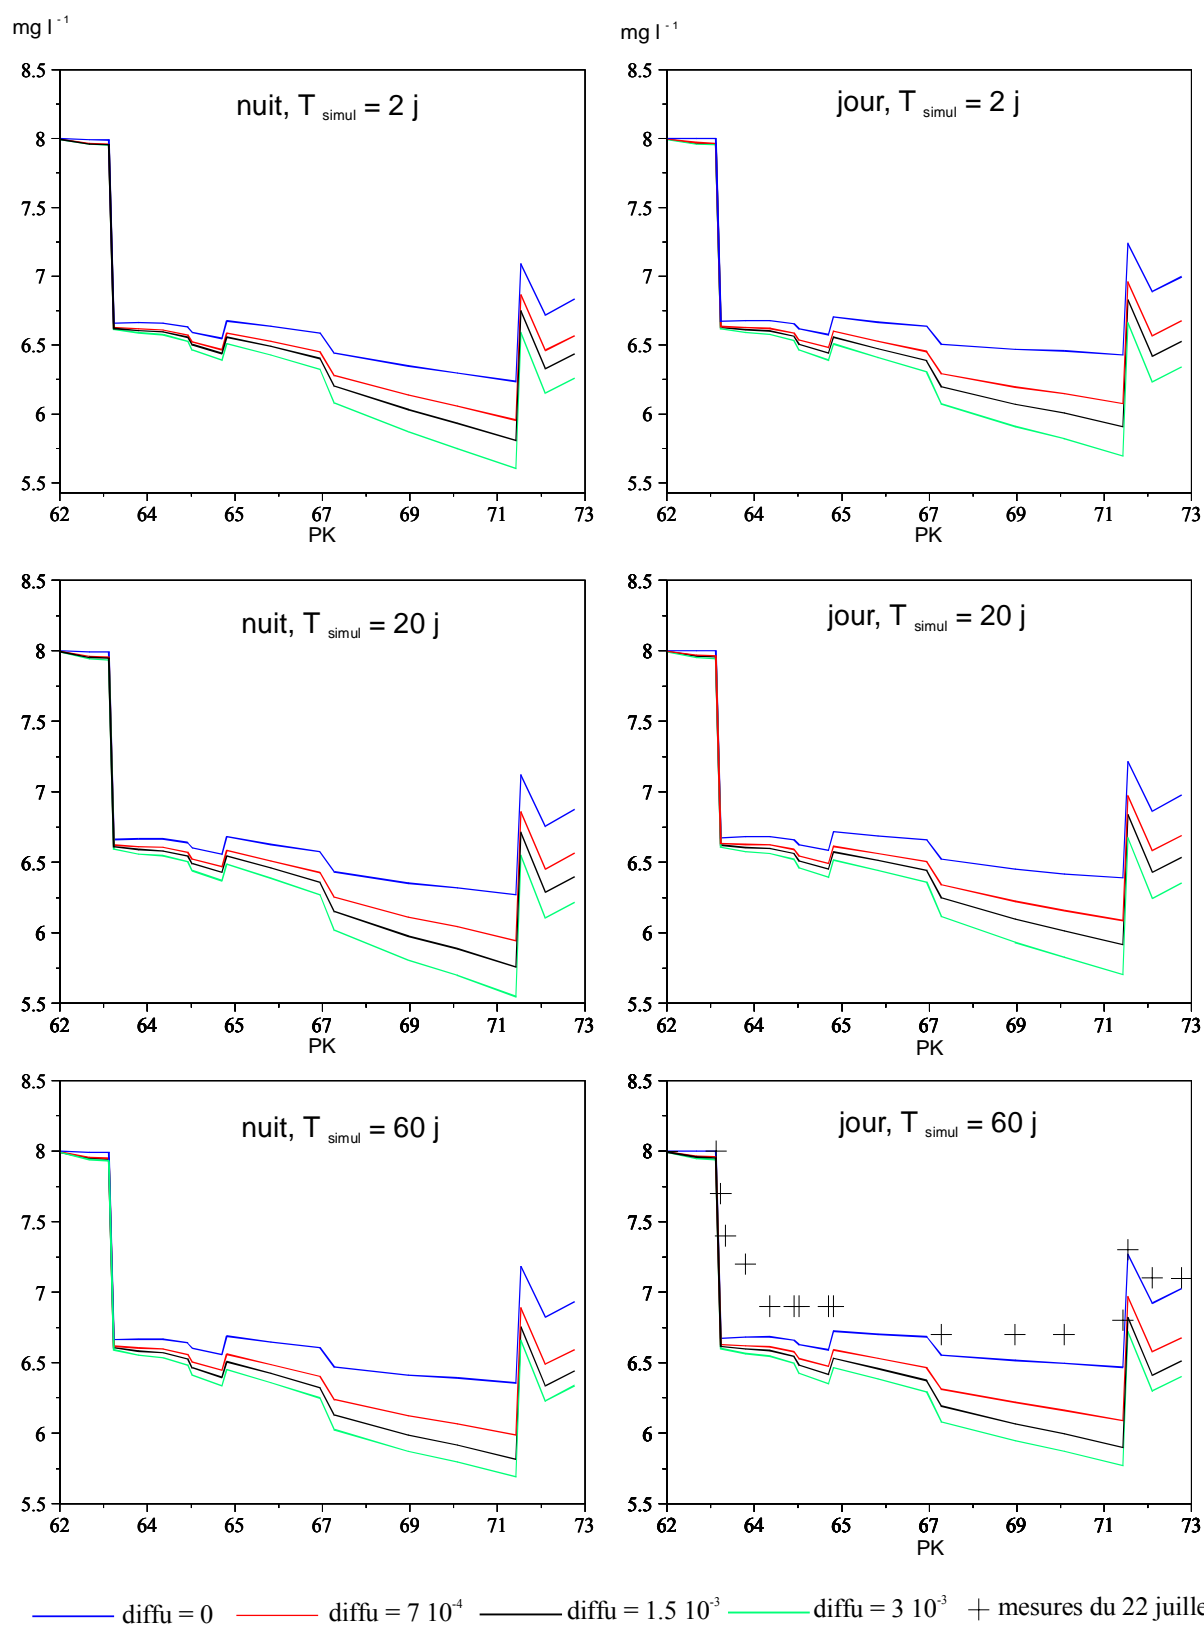 mg l⁻¹ mg l⁻¹
nuit, T simul = 2 j
8.5
8
7.5
7
6.5
6
5.5
62 64 65 67 69 71 73
PK
jour, T simul = 2 j
8.5
8
7.5
7
6.5
6
5.5
62 64 65 67 69 71 73
PK
nuit, T simul = 20 j
8.5
8
7.5
7
6.5
6
5.5
62 64 65 67 69 71 73
PK
jour, T simul = 20 j
8.5
8
7.5
7
6.5
6
5.5
62 64 65 67 69 71 73
PK
nuit, T simul = 60 j
8.5
8
7.5
7
6.5
6
5.5
62 64 65 67 69 71 73
PK
jour, T simul = 60 j
8.5
8
7.5
7
6.5
6
5.5
62 64 65 67 69 71 73
PK
diffu = 0 diffu = 7 10⁻⁴ diffu = 1.5 10⁻³ diffu = 3 10⁻³ + mesures du 22 juille